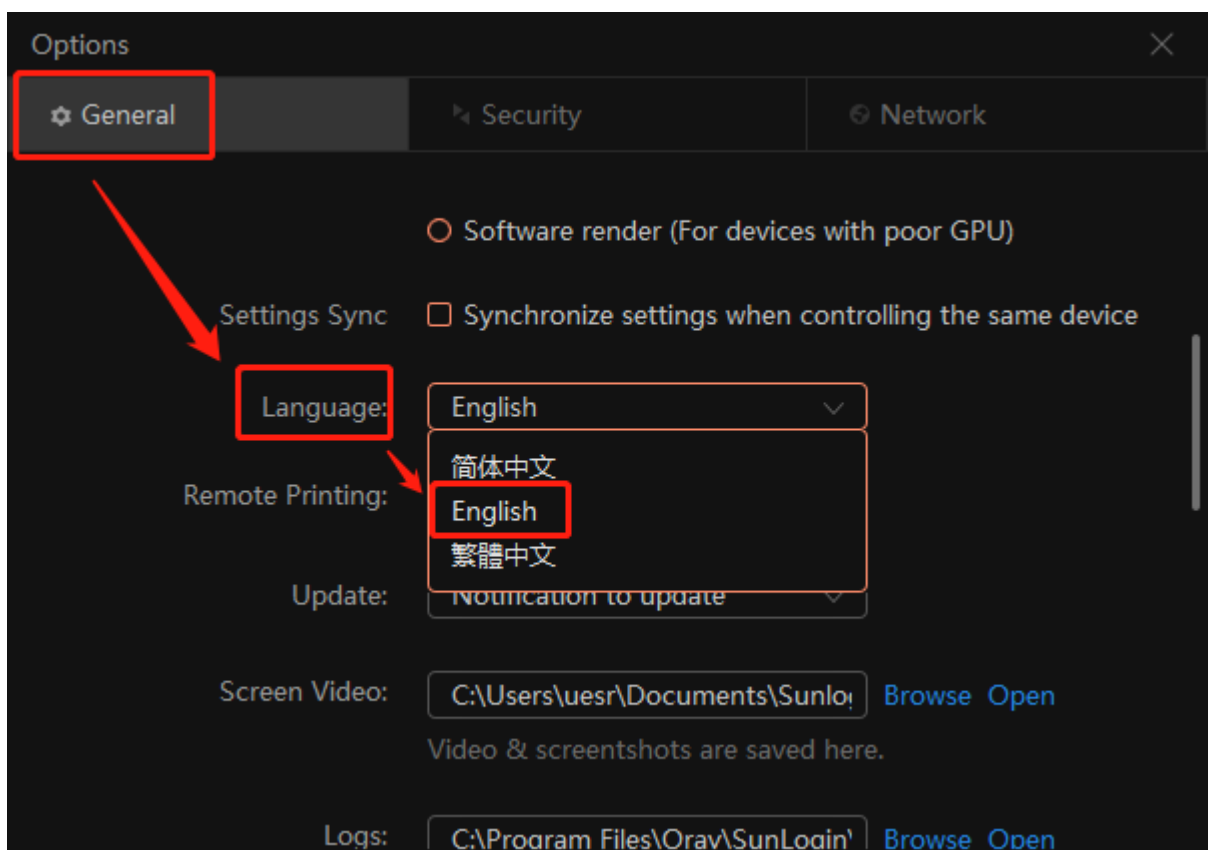 Options
General
Security
Network
Software render (For devices with poor GPU)
Settings Sync
Synchronize settings when controlling the same device
Language:
English
简体中文
English
繁體中文
Remote Printing:
Update:
Notification to update
Screen Video:
C:\Users\uesr\Documents\Sunlo
Browse Open
Video & screentshots are saved here.
Logs:
C:\Program Files\Oray\SunLogin\
Browse Open